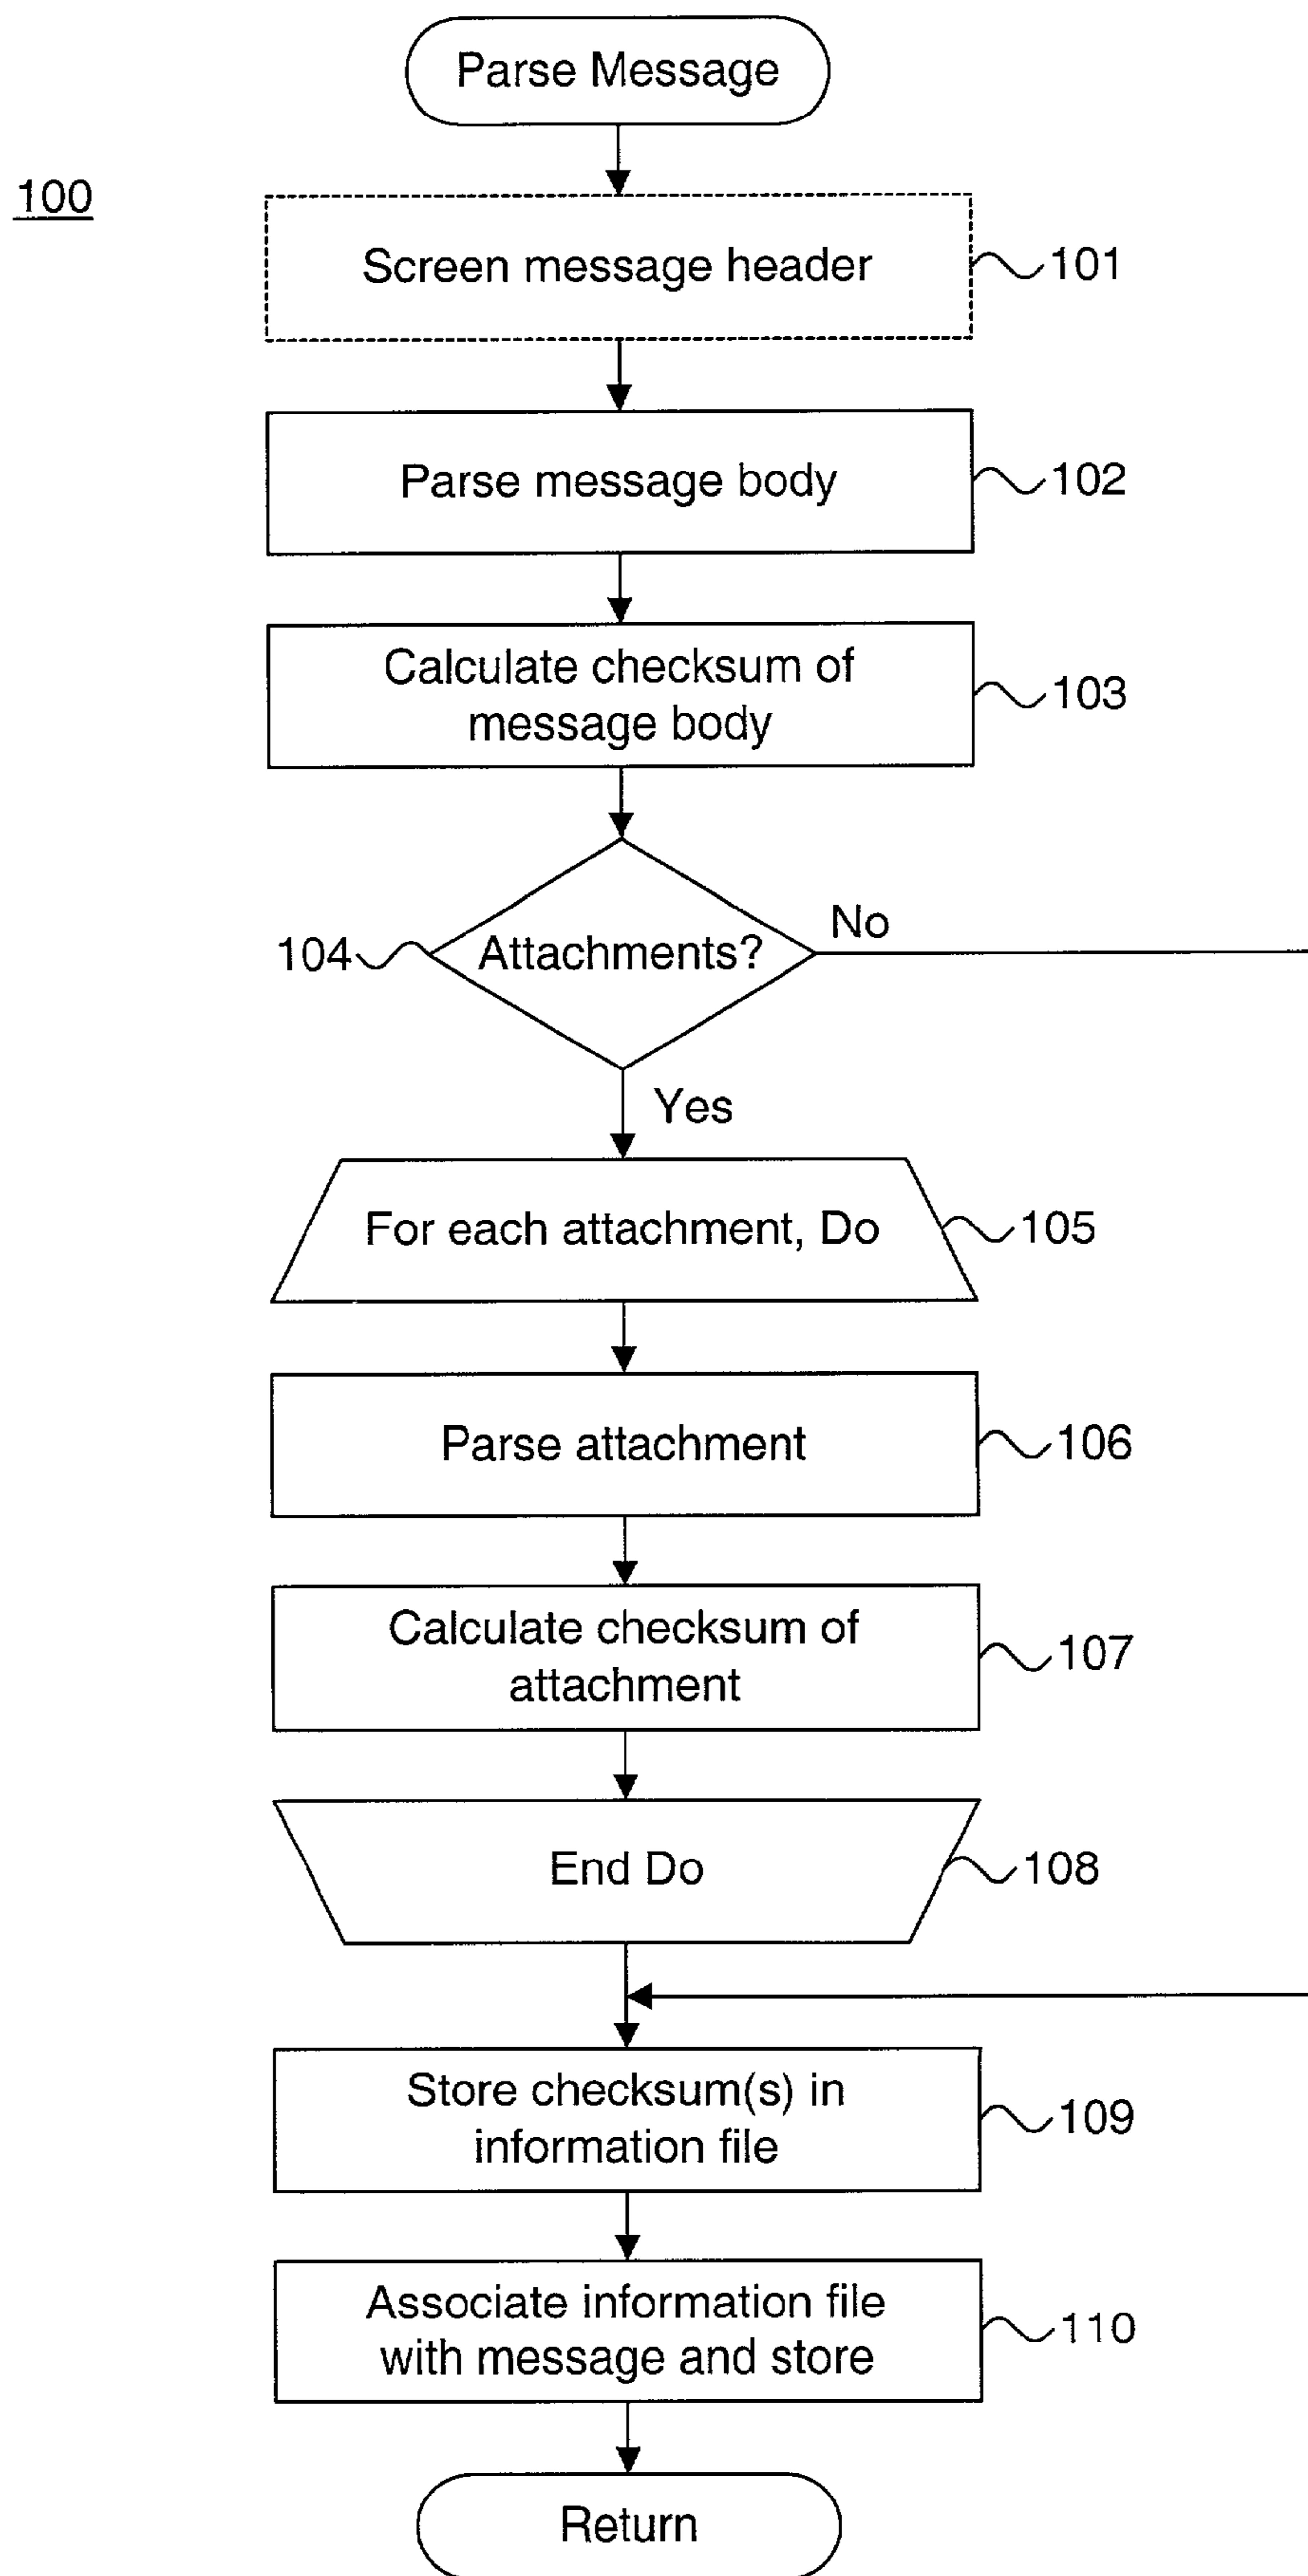 Parse Message
100
Screen message header
101
Parse message body
102
Calculate checksum of
message body
103
104
Attachments?
No
Yes
For each attachment, Do
105
Parse attachment
106
Calculate checksum of
attachment
107
End Do
108
Store checksum(s) in
information file
109
Associate information file
with message and store
110
Return